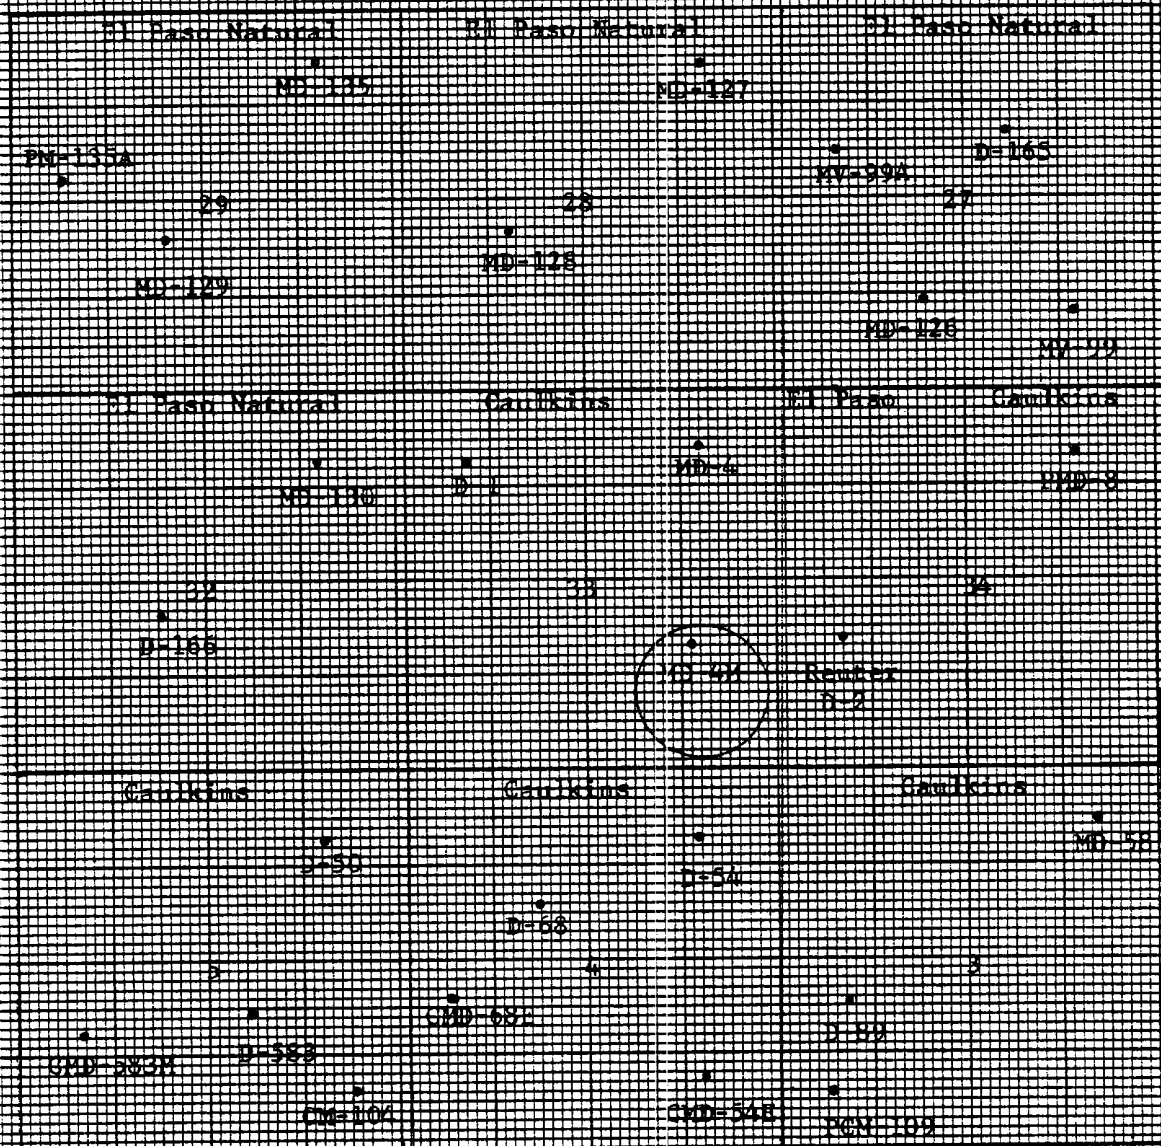 El Paso Natural El Paso Natural El Paso Natural
MD-135 MD-127
PM-135A MV-99A D-165
29 28 27
MD-129 MD-128
MD-126 MV-99
El Paso Natural Caulkins El Paso Caulkins
MD-130 D-1 MD-4 PMD-8
32 33 34
D-166
MD-4M Reuter
D-2
Caulkins Caulkins Caulkins
D-54 MD-58
D-68
5 4 3
CMD-68E
CMD-583M D-583 D-89
CM-104 CMD-54E PCM-109